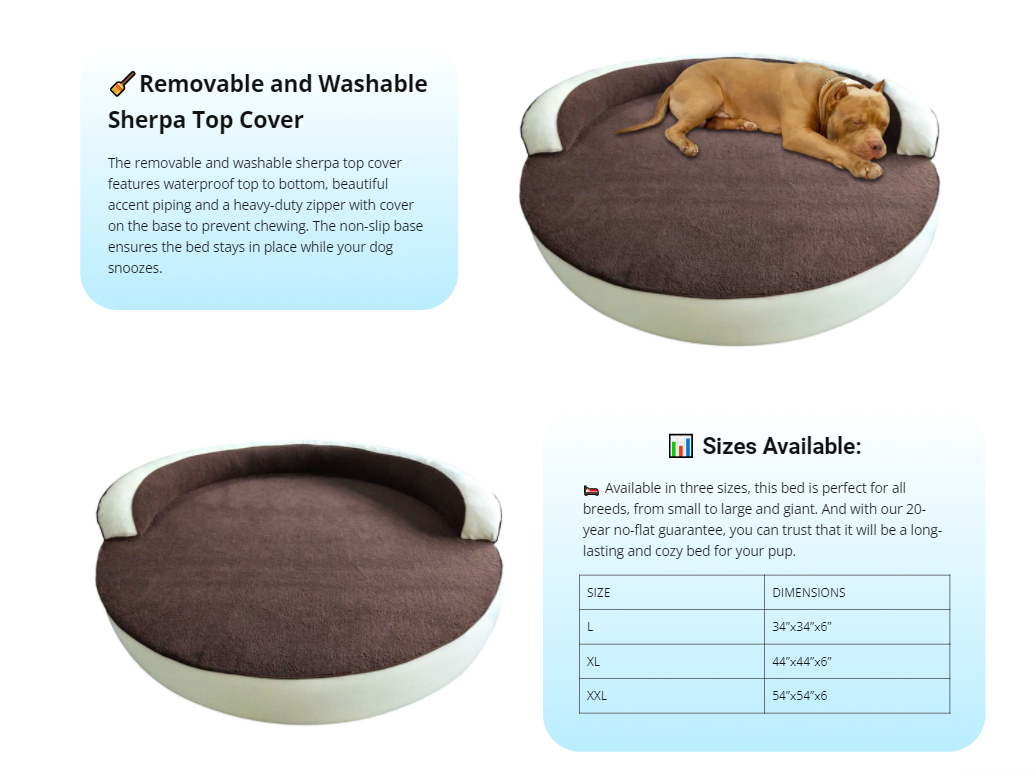 Removable and Washable
Sherpa Top Cover
The removable and washable sherpa top cover
features waterproof top to bottom, beautiful
accent piping and a heavy-duty zipper with cover
on the base to prevent chewing. The non-slip base
ensures the bed stays in place while your dog
snoozes.
Sizes Available:
Available in three sizes, this bed is perfect for all
breeds, from small to large and giant. And with our 20-
year no-flat guarantee, you can trust that it will be a long-
lasting and cozy bed for your pup.
SIZE DIMENSIONS
L 34”x34”x6”
XL 44”x44”x6”
XXL 54”x54”x6